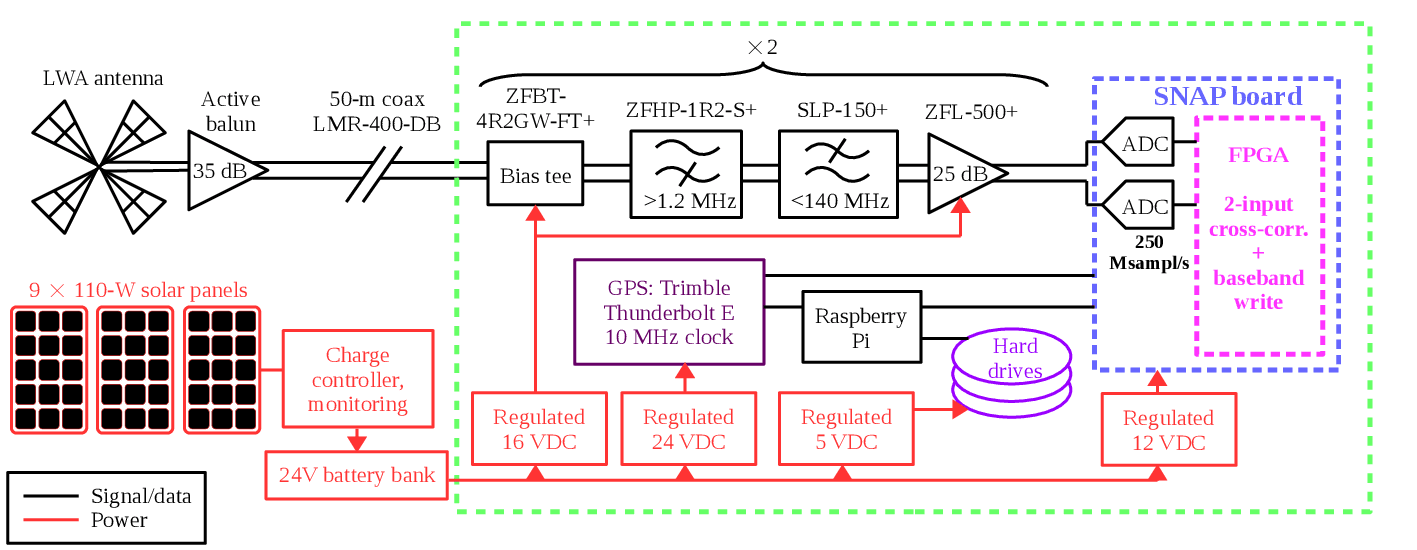 × 2
LWA antenna
Active
balun
50-m coax
LMR-400-DB
ZFBT-
4R2GW-FT+
ZFHP-1R2-S+
SLP-150+
ZFL-500+
SNAP board
35 dB
Bias tee
>1.2 MHz
<140 MHz
25 dB
ADC
ADC
250
Msampl/s
FPGA
2-input
cross-corr.
+
baseband
write
9 × 110-W solar panels
GPS: Trimble
Thunderbolt E
10 MHz clock
Raspberry
Pi
Hard
drives
Charge
controller,
monitoring
Regulated
16 VDC
Regulated
24 VDC
Regulated
5 VDC
Regulated
12 VDC
24V battery bank
Signal/data
Power